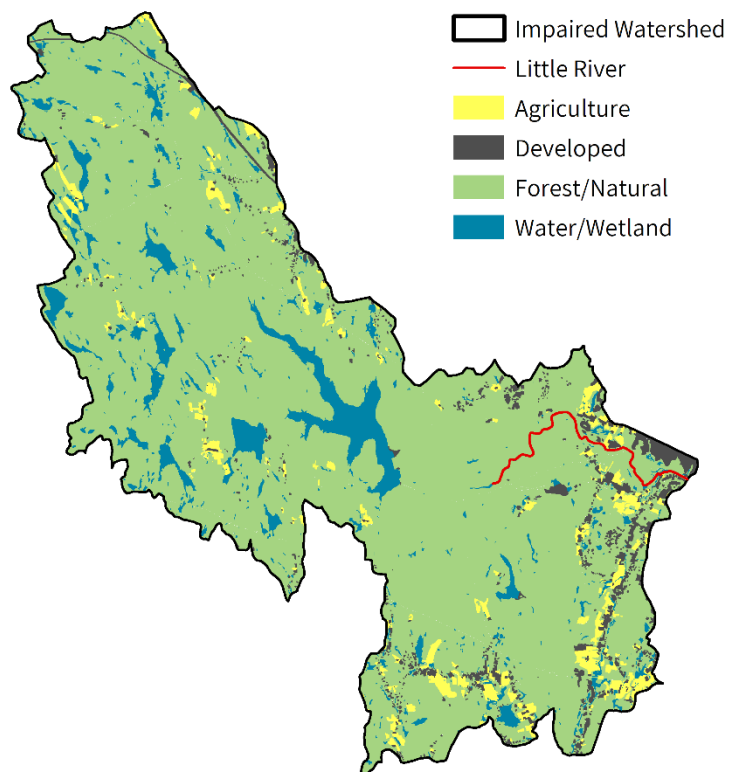 Impaired Watershed
Little River
Agriculture
Developed
Forest/Natural
Water/Wetland